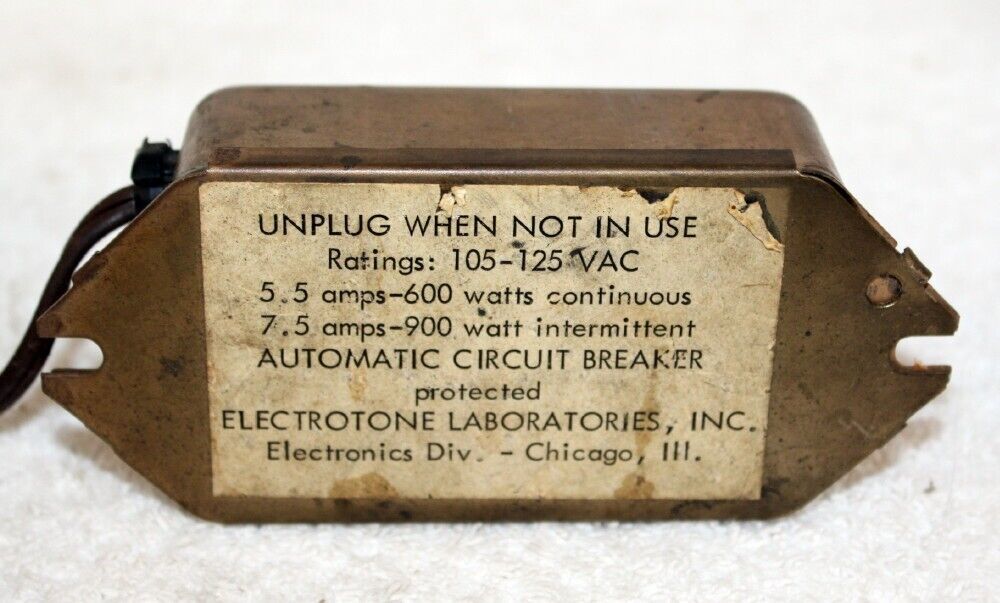 UNPLUG WHEN NOT IN USE
Ratings: 105-125 VAC
5.5 amps-600 watts continuous
7.5 amps-900 watt intermittent
AUTOMATIC CIRCUIT BREAKER
protected
ELECTROTONE LABORATORIES, INC.
Electronics Div. - Chicago, Ill.